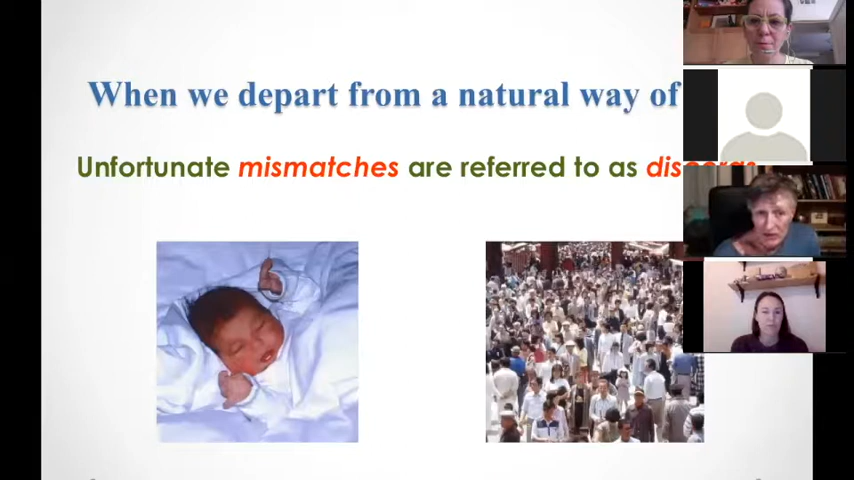 When we depart from a natural way of
Unfortunate mismatches are referred to as